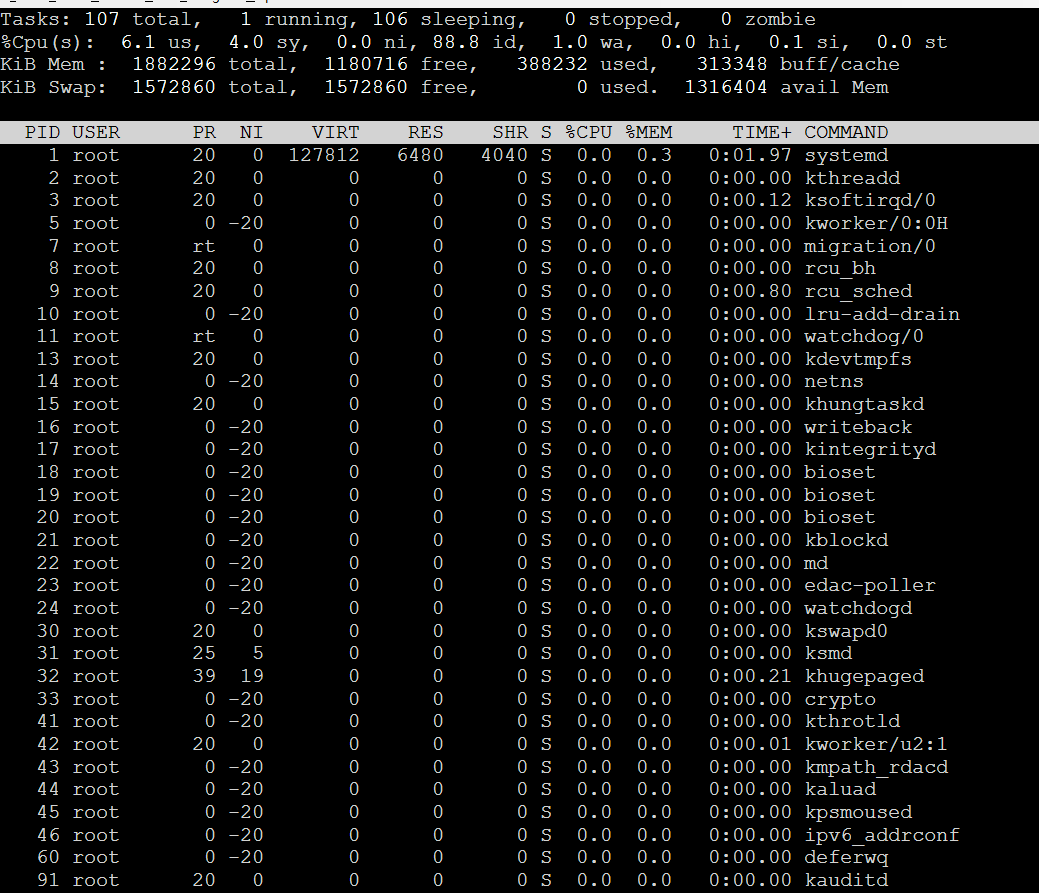 Tasks: 107 total,   1 running, 106 sleeping,   0 stopped,   0 zombie
%Cpu(s):  6.1 us,  4.0 sy,  0.0 ni, 88.8 id,  1.0 wa,  0.0 hi,  0.1 si,  0.0 st
KiB Mem :  1882296 total,  1180716 free,   388232 used,   313348 buff/cache
KiB Swap:  1572860 total,  1572860 free,        0 used.  1316404 avail Mem
PID USER      PR  NI    VIRT    RES    SHR S %CPU %MEM     TIME+ COMMAND
1 root      20   0  127812   6480   4040 S  0.0  0.3   0:01.97 systemd
2 root      20   0       0      0      0 S  0.0  0.0   0:00.00 kthreadd
3 root      20   0       0      0      0 S  0.0  0.0   0:00.12 ksoftirqd/0
5 root       0 -20       0      0      0 S  0.0  0.0   0:00.00 kworker/0:0H
7 root      rt   0       0      0      0 S  0.0  0.0   0:00.00 migration/0
8 root      20   0       0      0      0 S  0.0  0.0   0:00.00 rcu_bh
9 root      20   0       0      0      0 S  0.0  0.0   0:00.80 rcu_sched
10 root       0 -20       0      0      0 S  0.0  0.0   0:00.00 lru-add-drain
11 root      rt   0       0      0      0 S  0.0  0.0   0:00.00 watchdog/0
13 root      20   0       0      0      0 S  0.0  0.0   0:00.00 kdevtmpfs
14 root       0 -20       0      0      0 S  0.0  0.0   0:00.00 netns
15 root      20   0       0      0      0 S  0.0  0.0   0:00.00 khungtaskd
16 root       0 -20       0      0      0 S  0.0  0.0   0:00.00 writeback
17 root       0 -20       0      0      0 S  0.0  0.0   0:00.00 kintegrityd
18 root       0 -20       0      0      0 S  0.0  0.0   0:00.00 bioset
19 root       0 -20       0      0      0 S  0.0  0.0   0:00.00 bioset
20 root       0 -20       0      0      0 S  0.0  0.0   0:00.00 bioset
21 root       0 -20       0      0      0 S  0.0  0.0   0:00.00 kblockd
22 root       0 -20       0      0      0 S  0.0  0.0   0:00.00 md
23 root       0 -20       0      0      0 S  0.0  0.0   0:00.00 edac-poller
24 root       0 -20       0      0      0 S  0.0  0.0   0:00.00 watchdogd
30 root      20   0       0      0      0 S  0.0  0.0   0:00.00 kswapd0
31 root      25   5       0      0      0 S  0.0  0.0   0:00.00 ksmd
32 root      39  19       0      0      0 S  0.0  0.0   0:00.21 khugepaged
33 root       0 -20       0      0      0 S  0.0  0.0   0:00.00 crypto
41 root       0 -20       0      0      0 S  0.0  0.0   0:00.00 kthrotld
42 root      20   0       0      0      0 S  0.0  0.0   0:00.01 kworker/u2:1
43 root       0 -20       0      0      0 S  0.0  0.0   0:00.00 kmpath_rdacd
44 root       0 -20       0      0      0 S  0.0  0.0   0:00.00 kaluad
45 root       0 -20       0      0      0 S  0.0  0.0   0:00.00 kpsmoused
46 root       0 -20       0      0      0 S  0.0  0.0   0:00.00 ipv6_addrconf
60 root       0 -20       0      0      0 S  0.0  0.0   0:00.00 deferwq
91 root      20   0       0      0      0 S  0.0  0.0   0:00.00 kauditd